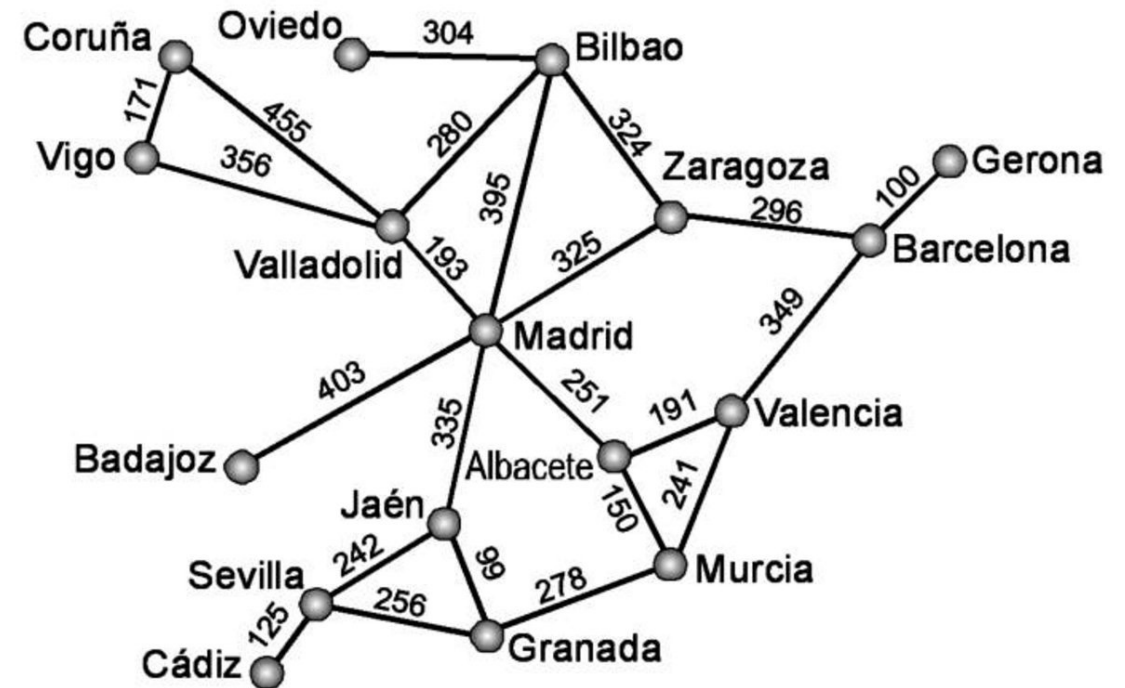 Oviedo
304
Bilbao
Coruña
171
455
280
324
Vigo
356
395
Zaragoza
100
Gerona
296
Valladolid
193
325
Barcelona
349
Madrid
403
251
191
Valencia
335
Badajoz
Albacete
150
241
Jaén
242
99
Sevilla
256
278
Murcia
125
Cádiz
Granada